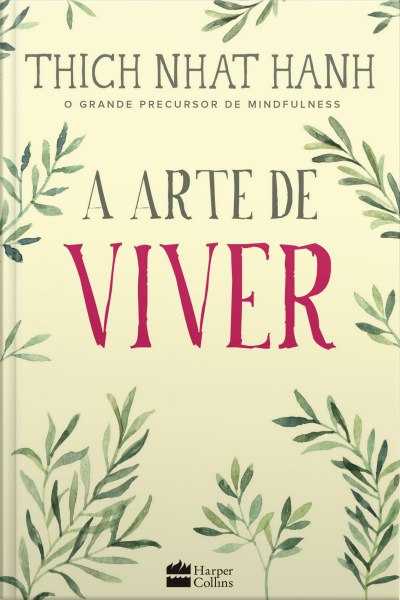 THICH NHAT HANH
O GRANDE PRECURSOR DE MINDFULNESS
A ARTE DE
VIVER
Harper
Collins